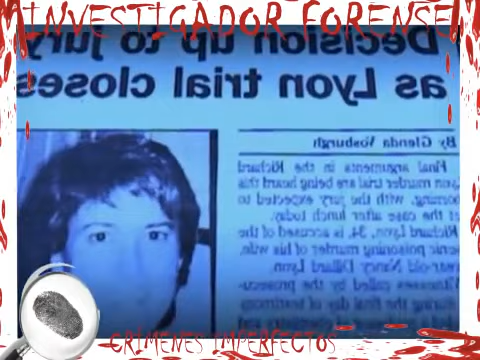 INVESTIGADOR FORENSE
Decision up to jury
as Lyon trial closes
By Glenda Vosburgh
Final arguments in the Richard
Lyon murder trial are being heard this
morning, with the jury expected to
get the case after lunch today.
Richard Lyon, 34, is accused of the
arsenic poisoning murder of his wife,
year-old Nancy Dillard Lyon.
Witnesses called by the prosecu-
during the final day of testimony
CRIMENES IMPERFECTOS